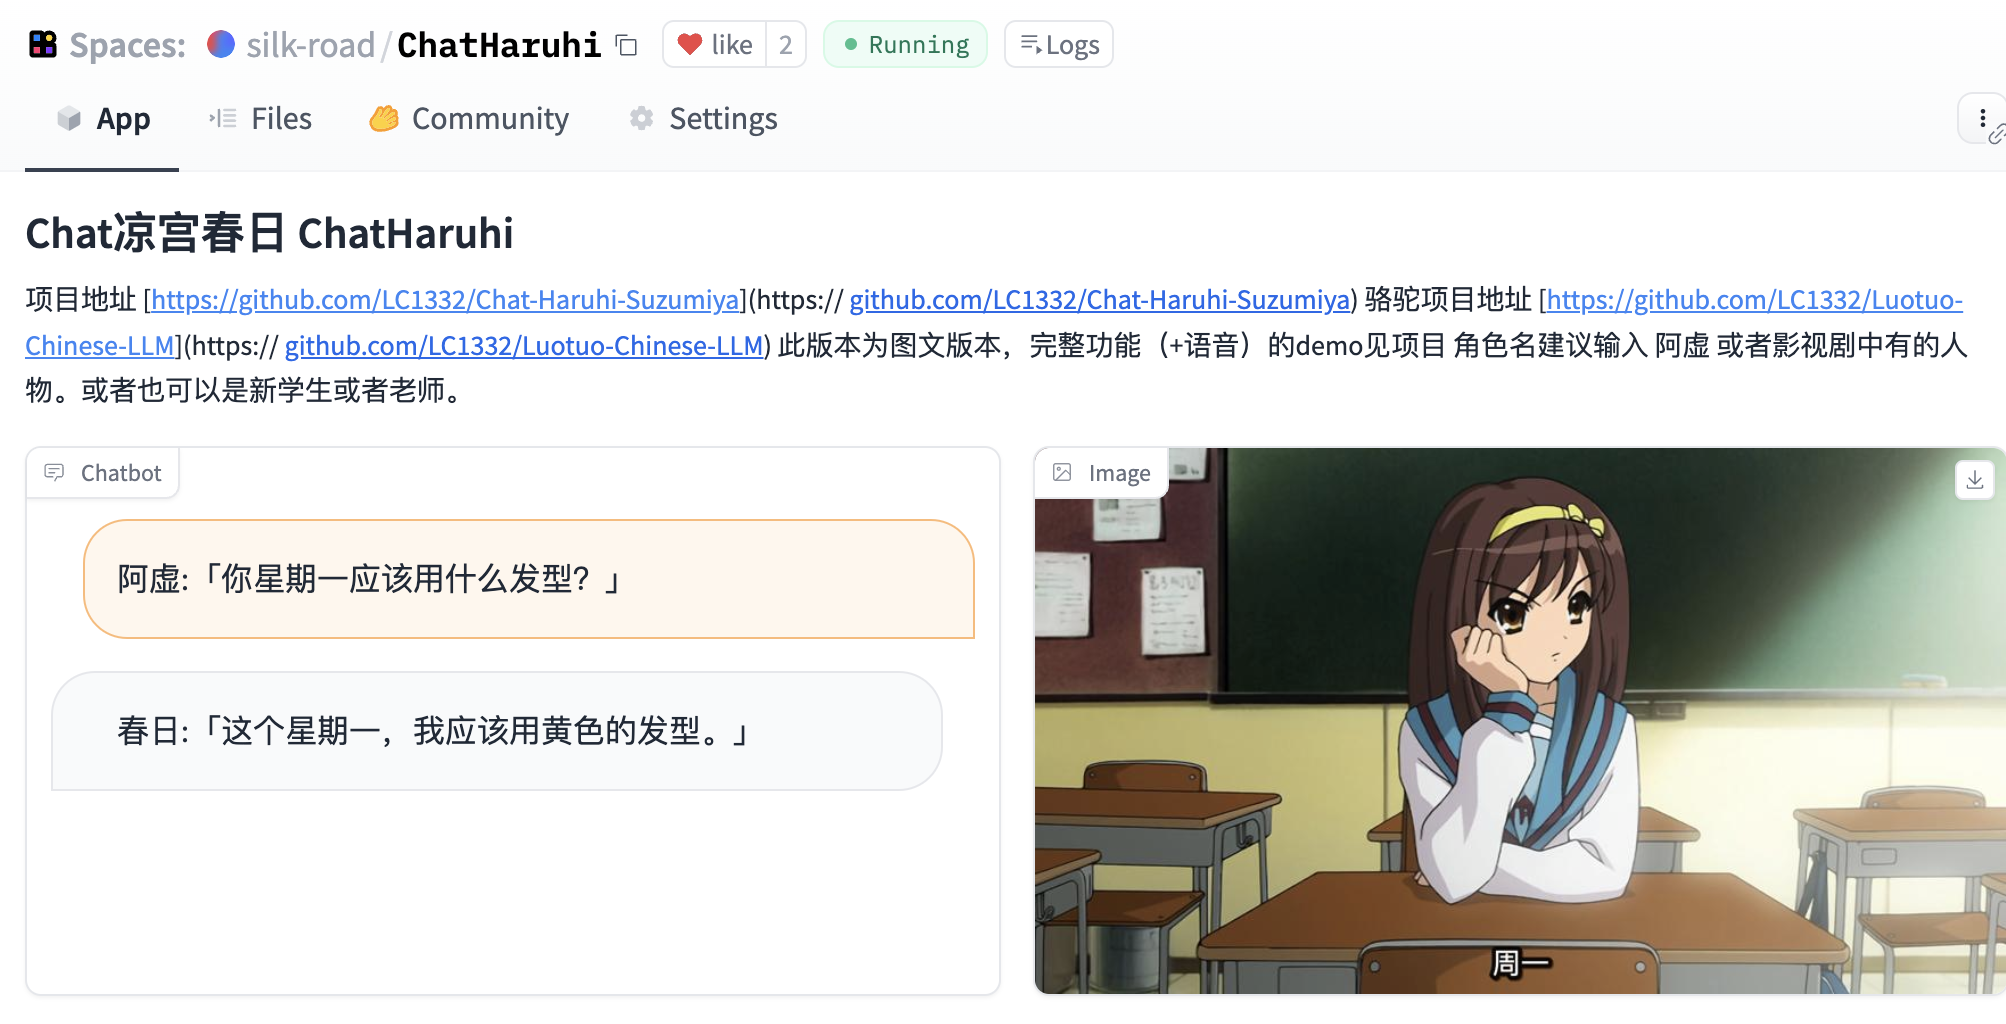 Spaces: silk-road/ChatHaruhi like 2 Running Logs
App Files Community Settings
Chat凉宫春日 ChatHaruhi
项目地址 [https://github.com/LC1332/Chat-Haruhi-Suzumiya](https:// github.com/LC1332/Chat-Haruhi-Suzumiya) 骆驼项目地址 [https://github.com/LC1332/Luotuo-
Chinese-LLM](https:// github.com/LC1332/Luotuo-Chinese-LLM) 此版本为图文版本，完整功能（+语音）的demo见项目 角色名建议输入 阿虚 或者影视剧中有的人
物。或者也可以是新学生或者老师。
Chatbot
阿虚:「你星期一应该用什么发型？」
春日:「这个星期一，我应该用黄色的发型。」
Image
周一